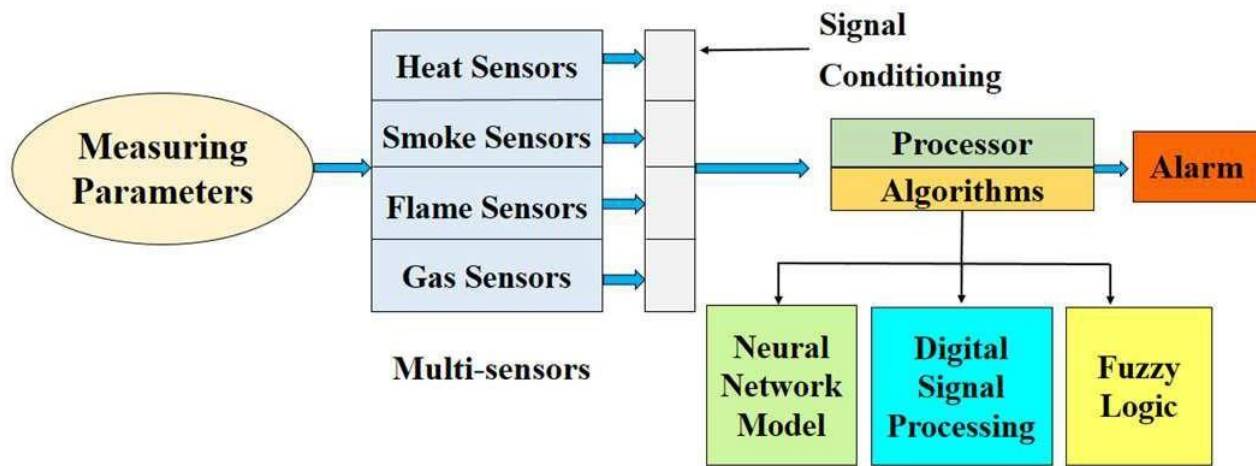 Measuring
Parameters
Heat Sensors
Smoke Sensors
Flame Sensors
Gas Sensors
Multi-sensors
Signal
Conditioning
Processor
Algorithms
Alarm
Neural
Network
Model
Digital
Signal
Processing
Fuzzy
Logic